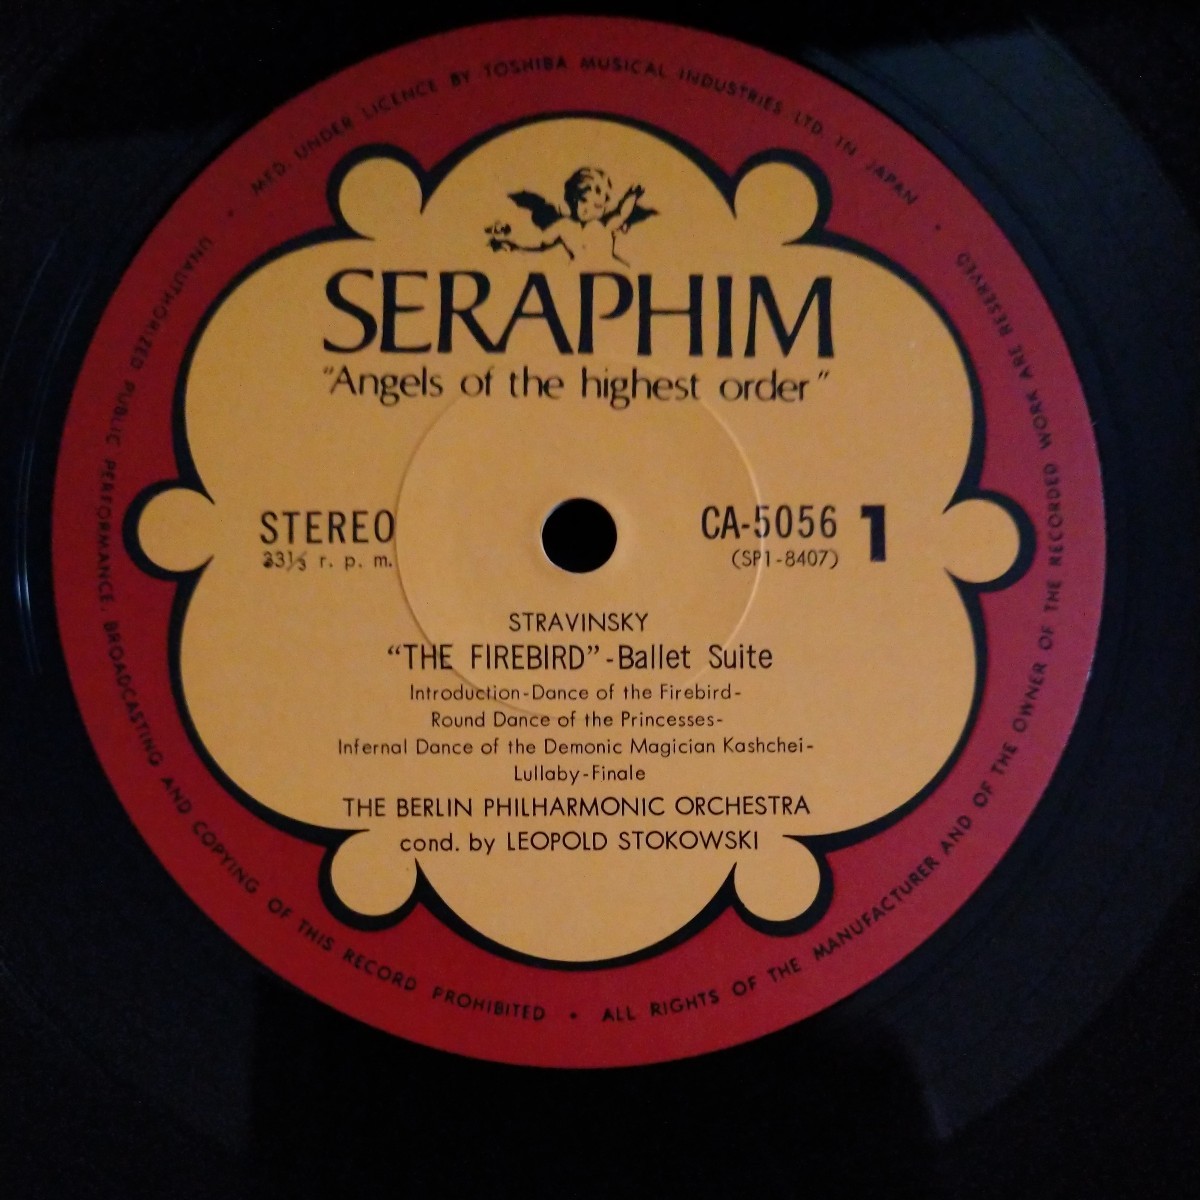 MFD. UNDER LICENCE BY TOSHIBA MUSICAL INDUSTRIES LTD. IN JAPAN
SERAPHIM
"Angels of the highest order"
STEREO
33⅓ r. p. m.
CA-5056
(SP1-8407)
1
STRAVINSKY
“THE FIREBIRD”-Ballet Suite
Introduction-Dance of the Firebird-
Round Dance of the Princesses-
Infernal Dance of the Demonic Magician Kashchei-
Lullaby-Finale
THE BERLIN PHILHARMONIC ORCHESTRA
cond. by LEOPOLD STOKOWSKI
UNAUTHORIZED PUBLIC PERFORMANCE, BROADCASTING AND COPYING OF THIS RECORD PROHIBITED • ALL RIGHTS OF THE MANUFACTURER AND OF THE OWNER OF THE RECORDED WORK ARE RESERVED •